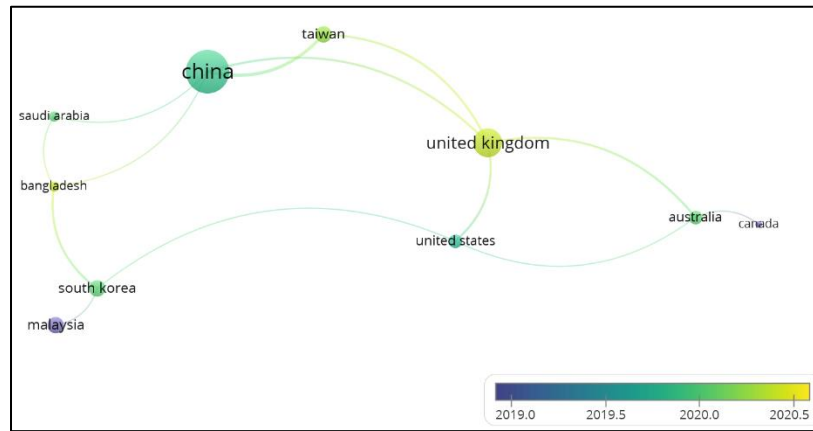 taiwan
china
saudi arabia
united kingdom
bangladesh
australia
canada
united states
south korea
malaysia
2019.0 2019.5 2020.0 2020.5